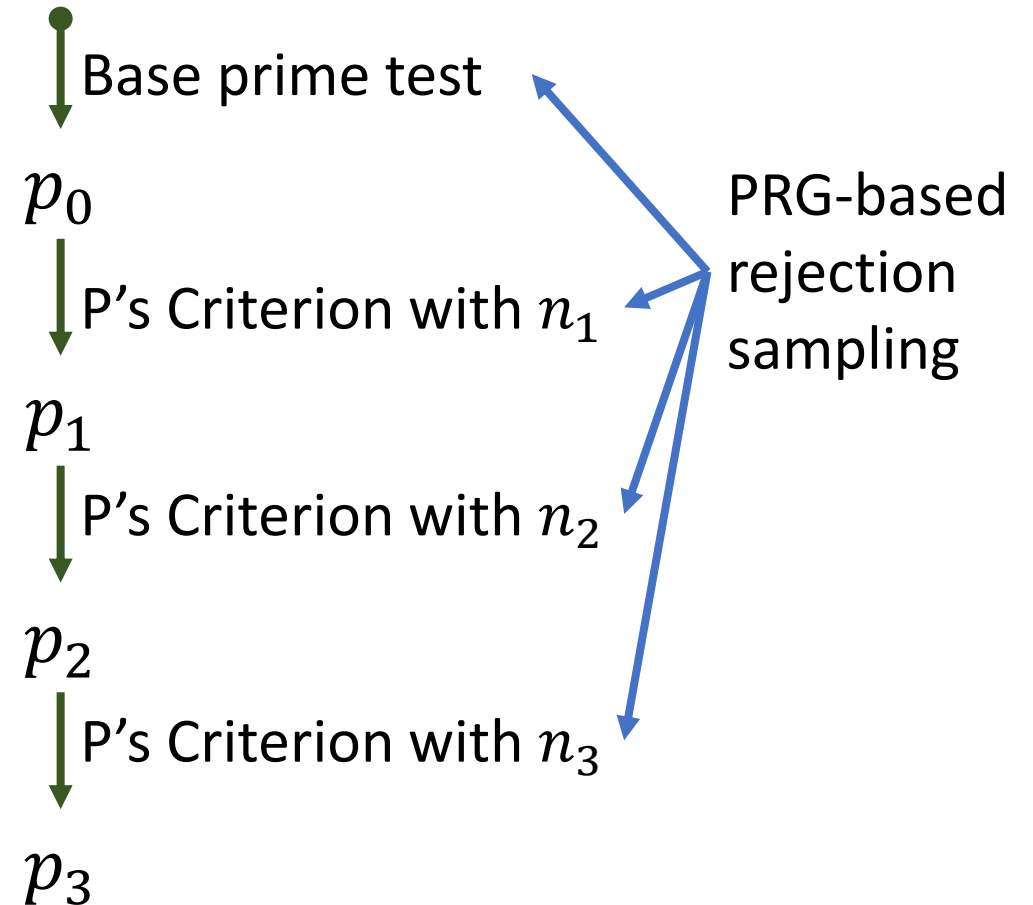 Base prime test
p₀
P’s Criterion with n₁
p₁
P’s Criterion with n₂
p₂
P’s Criterion with n₃
p₃
PRG-based
rejection
sampling